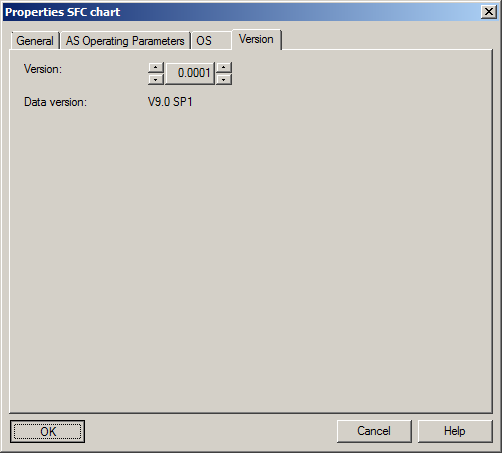 Properties SFC chart
General AS Operating Parameters OS Version
Version: 0.0001
Data version: V9.0 SP1
OK Cancel Help